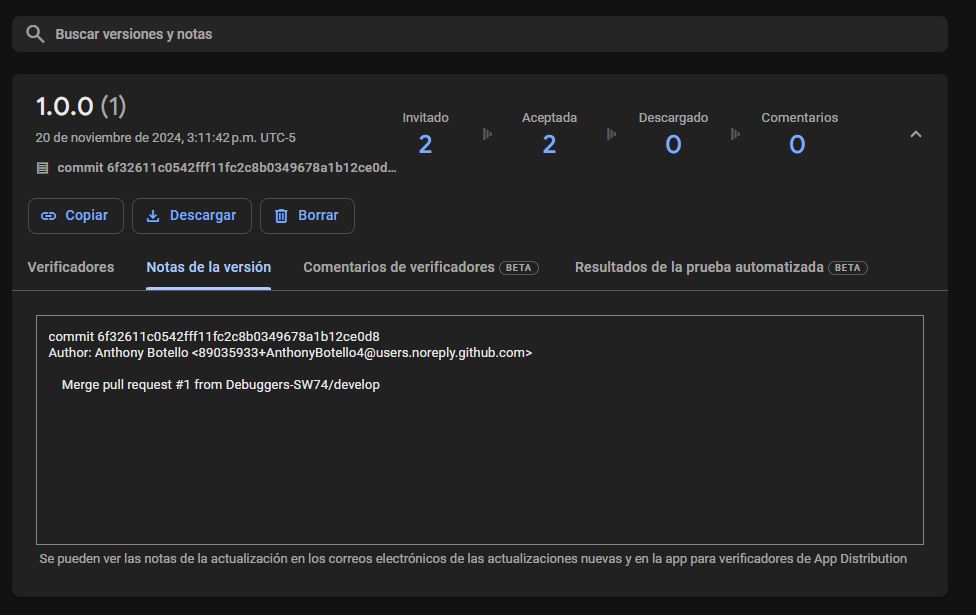 Buscar versiones y notas
1.0.0 (1)
20 de noviembre de 2024, 3:11:42 p.m. UTC-5
commit 6f32611c0542fff11fc2c8b0349678a1b12ce0d...
Invitado
2
Aceptada
2
Descargado
0
Comentarios
0
Copiar
Descargar
Borrar
Verificadores
Notas de la versión
Comentarios de verificadores BETA
Resultados de la prueba automatizada BETA
commit 6f32611c0542fff11fc2c8b0349678a1b12ce0d8
Author: Anthony Botello <89035933+AnthonyBotello4@users.noreply.github.com>
Merge pull request #1 from Debuggers-SW74/develop
Se pueden ver las notas de la actualización en los correos electrónicos de las actualizaciones nuevas y en la app para verificadores de App Distribution